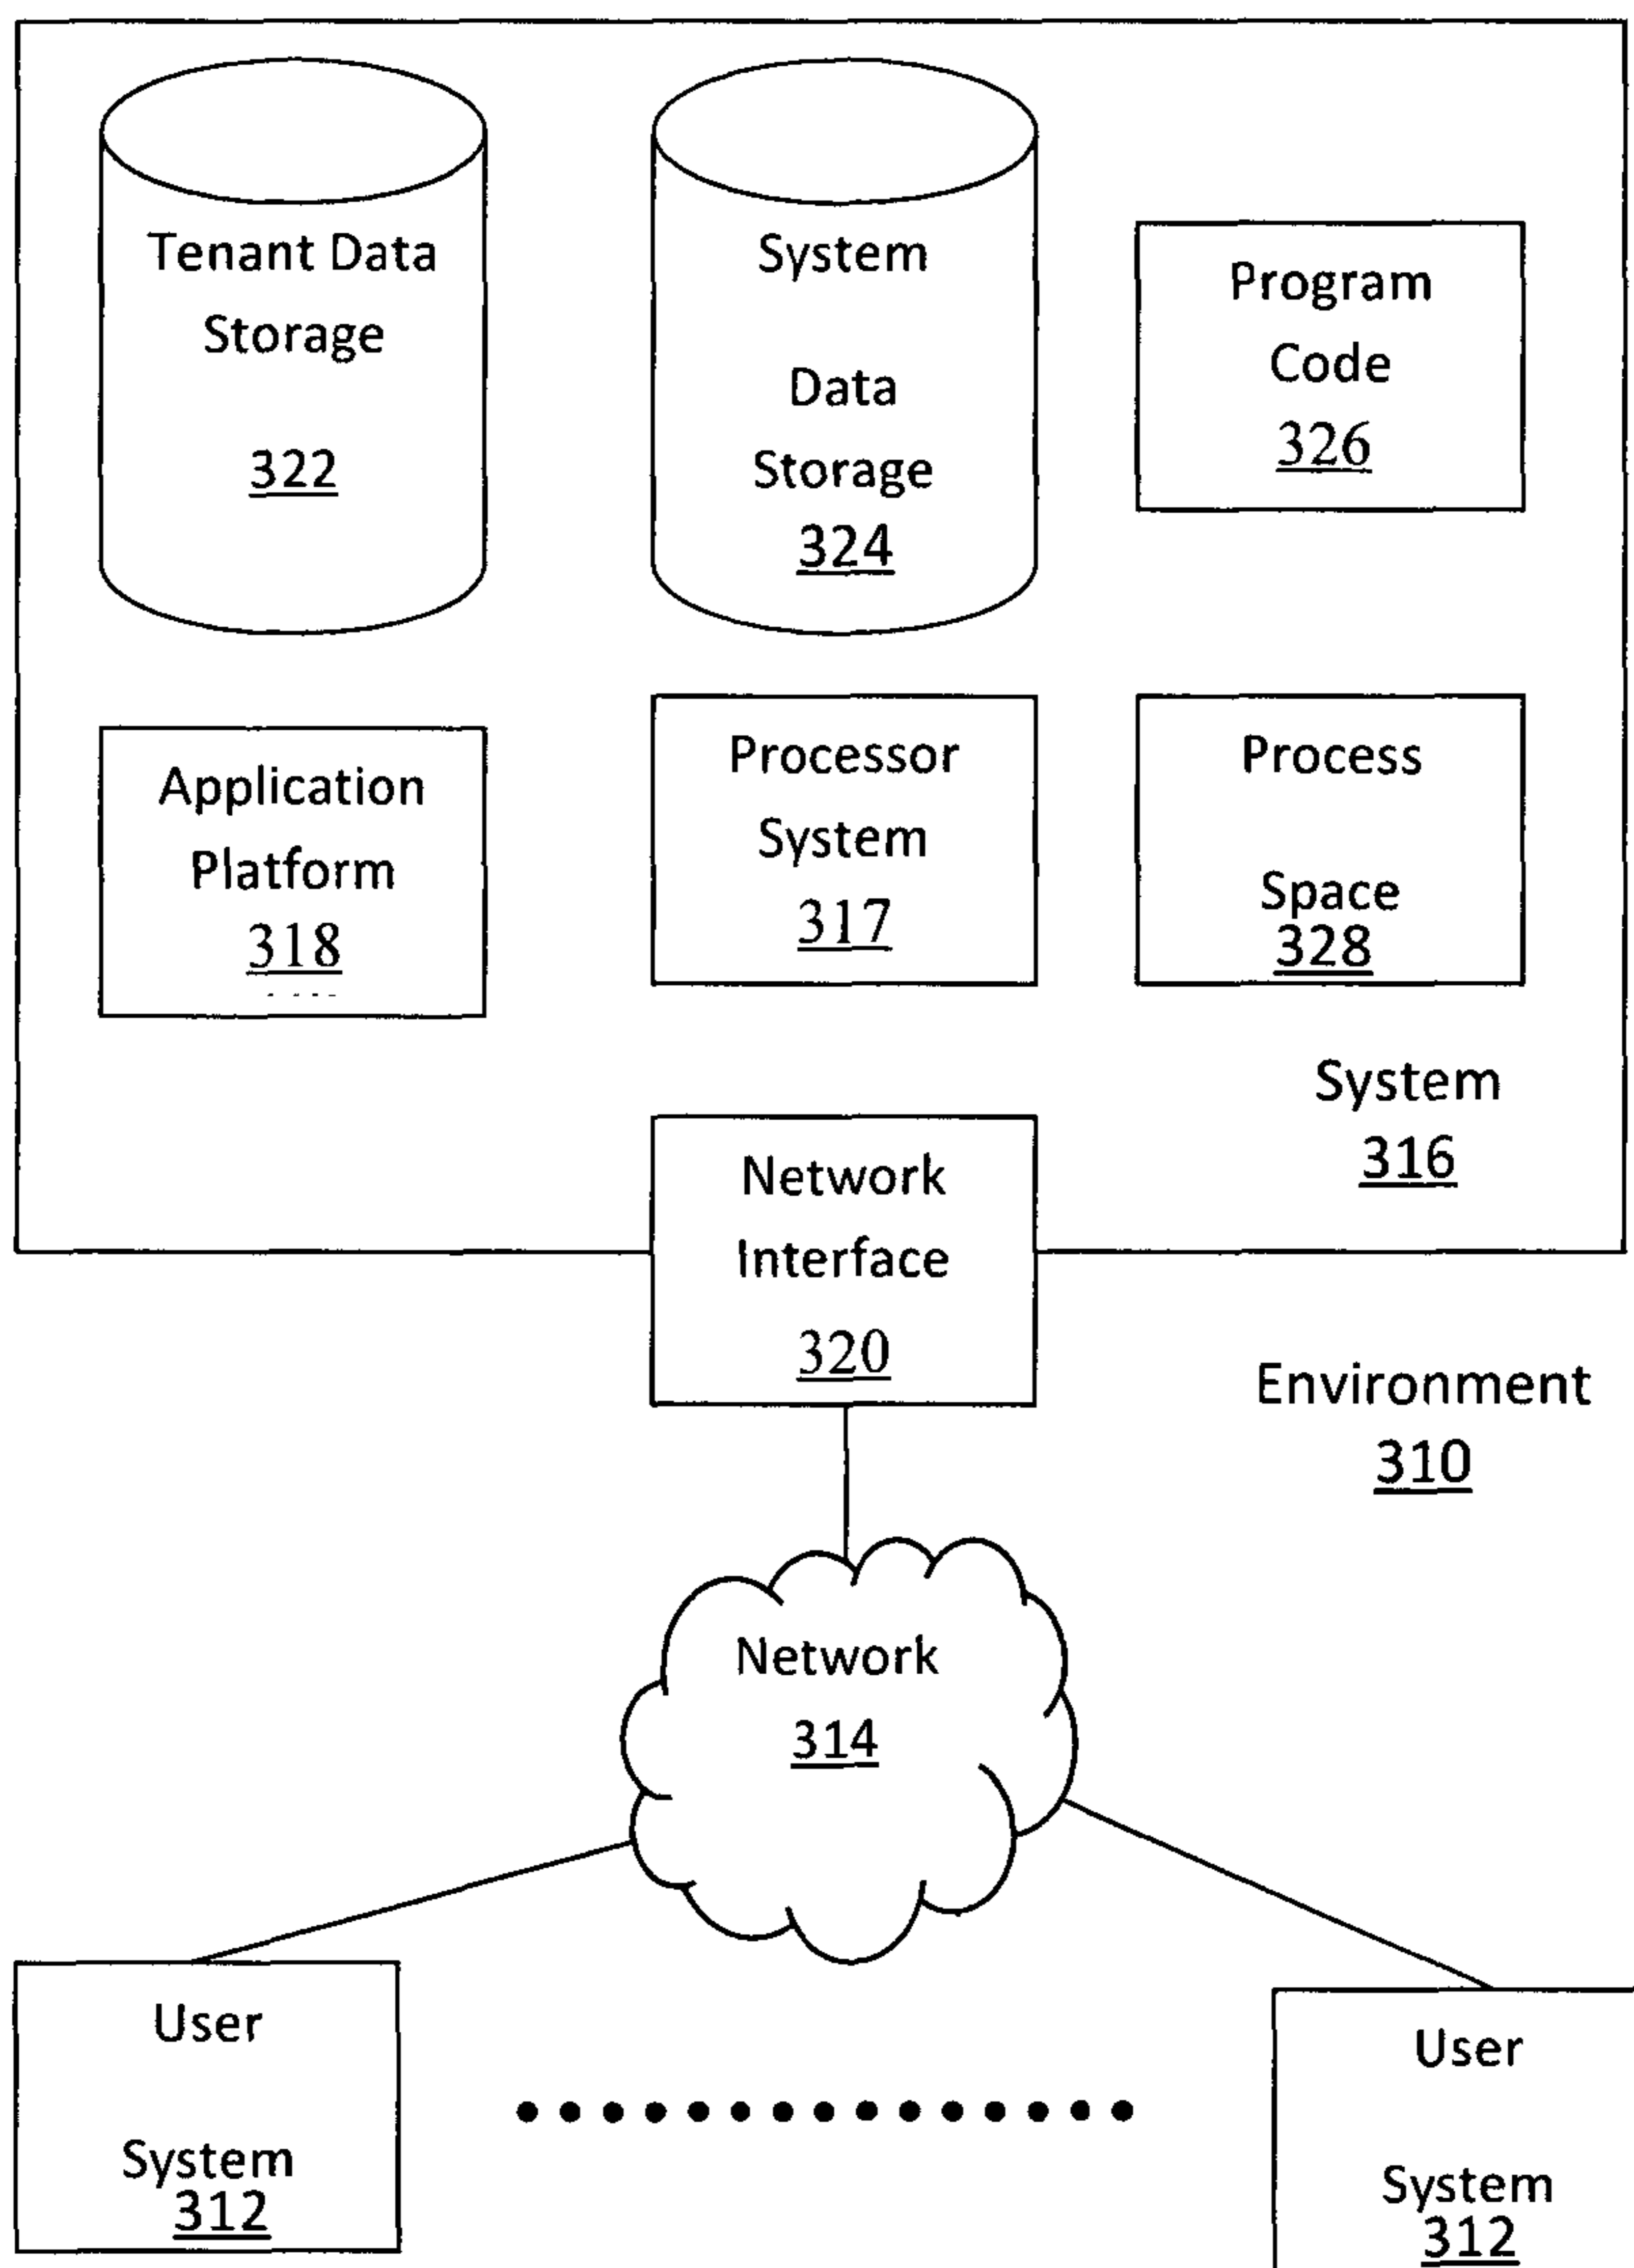 Tenant Data
Storage
322
System
Data
Storage
324
Program
Code
326
Application
Platform
318
Processor
System
317
Process
Space
328
System
316
Network
Interface
320
Environment
310
Network
314
User
System
312
User
System
312